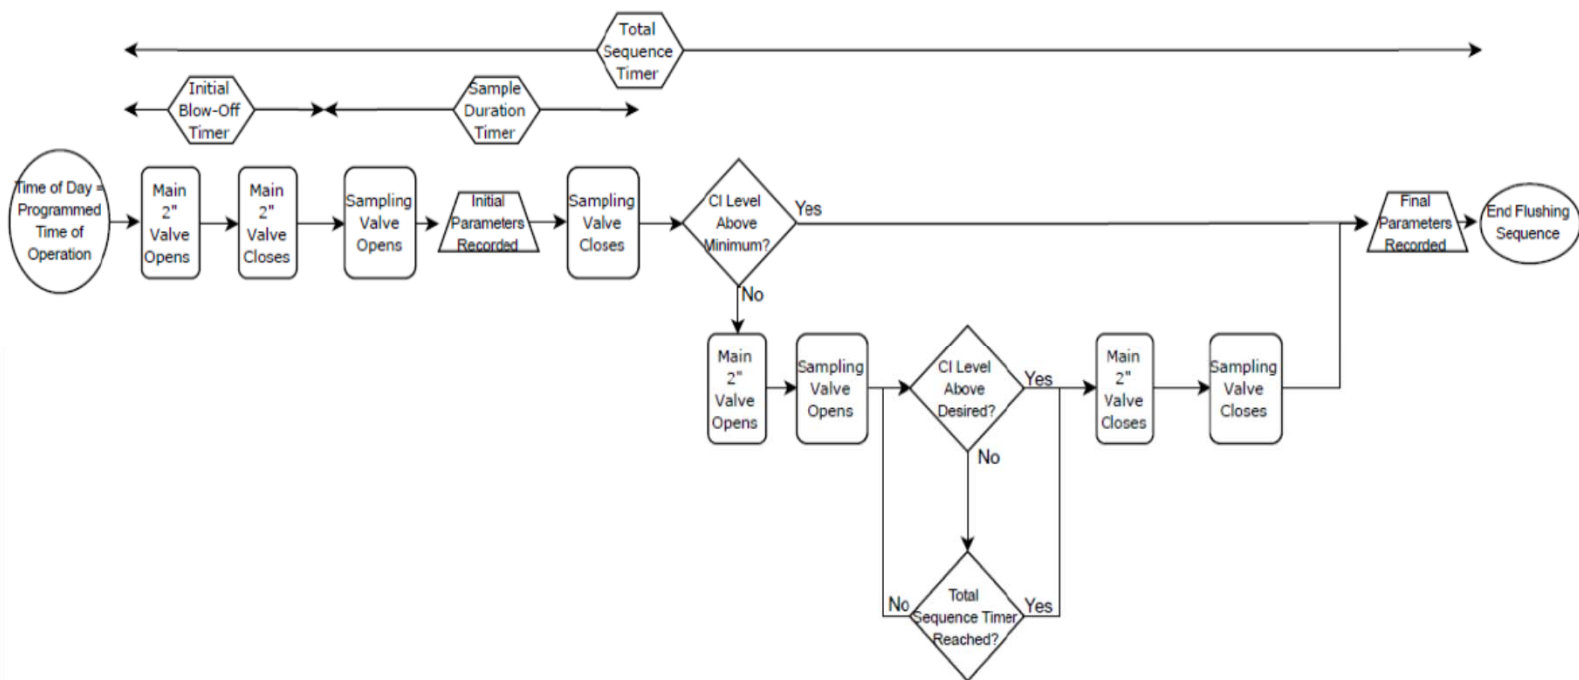 Total
Sequence
Timer
Initial
Blow-Off
Timer
Sample
Duration
Timer
Time of Day =
Programmed
Time of
Operation
Main
2"
Valve
Opens
Main
2"
Valve
Closes
Sampling
Valve
Opens
Initial
Parameters
Recorded
Sampling
Valve
Closes
Cl Level
Above
Minimum?
Yes
No
Final
Parameters
Recorded
End Flushing
Sequence
Main
2"
Valve
Opens
Sampling
Valve
Opens
Cl Level
Above
Desired?
Yes
No
Main
2"
Valve
Closes
Sampling
Valve
Closes
Total
Sequence Timer
Reached?
No
Yes